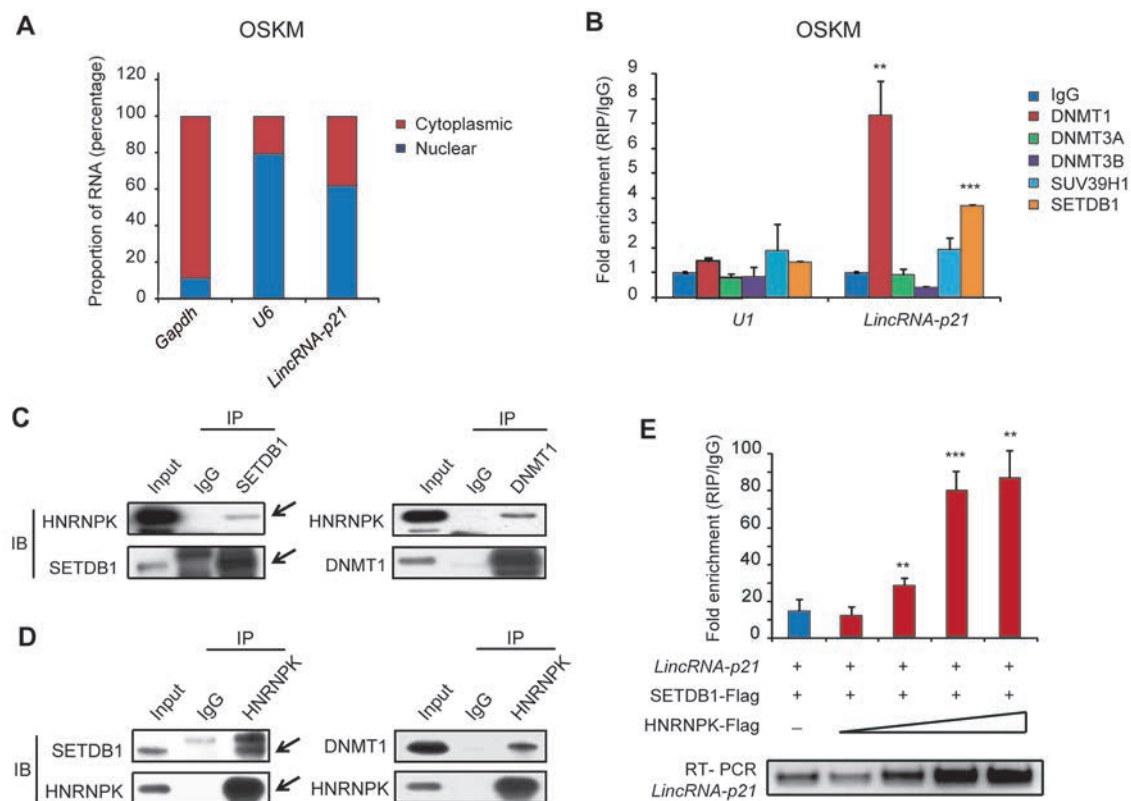 A
OSKM
Proportion of RNA (percentage)
120
100
80
60
40
20
0
Gapdh
U6
LincRNA-p21
Cytoplasmic
Nuclear
B
OSKM
Fold enrichment (RIP/IgG)
9
8
7
6
5
4
3
2
1
0
**
***
U1
LincRNA-p21
IgG
DNMT1
DNMT3A
DNMT3B
SUV39H1
SETDB1
C
IP
Input IgG SETDB1
IB
HNRNPK
SETDB1
IP
Input IgG DNMT1
HNRNPK
DNMT1
D
IP
Input IgG HNRNPK
IB
SETDB1
HNRNPK
IP
Input IgG HNRNPK
DNMT1
HNRNPK
E
Fold enrichment (RIP/IgG)
100
80
60
40
20
0
** *** **
LincRNA-p21 + + + + +
SETDB1-Flag + + + + +
HNRNPK-Flag –
RT- PCR
LincRNA-p21